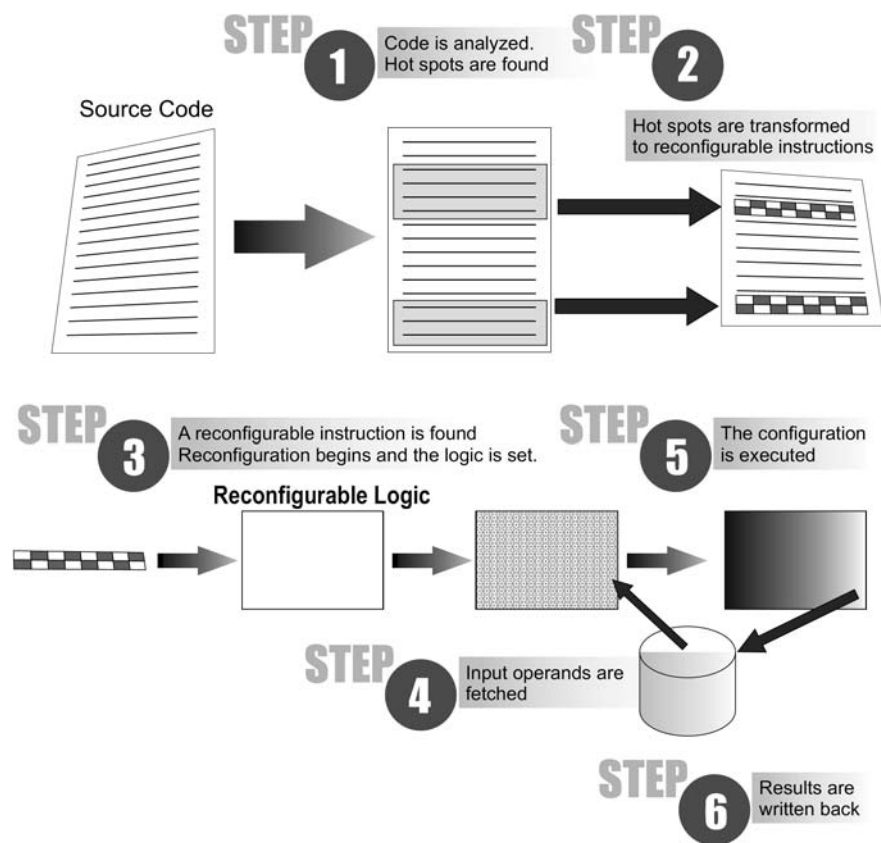 STEP 1
Code is analyzed.
Hot spots are found
STEP 2
Hot spots are transformed
to reconfigurable instructions
Source Code
STEP 3
A reconfigurable instruction is found
Reconfiguration begins and the logic is set.
STEP 5
The configuration
is executed
Reconfigurable Logic
STEP 4
Input operands are
fetched
STEP 6
Results are
written back